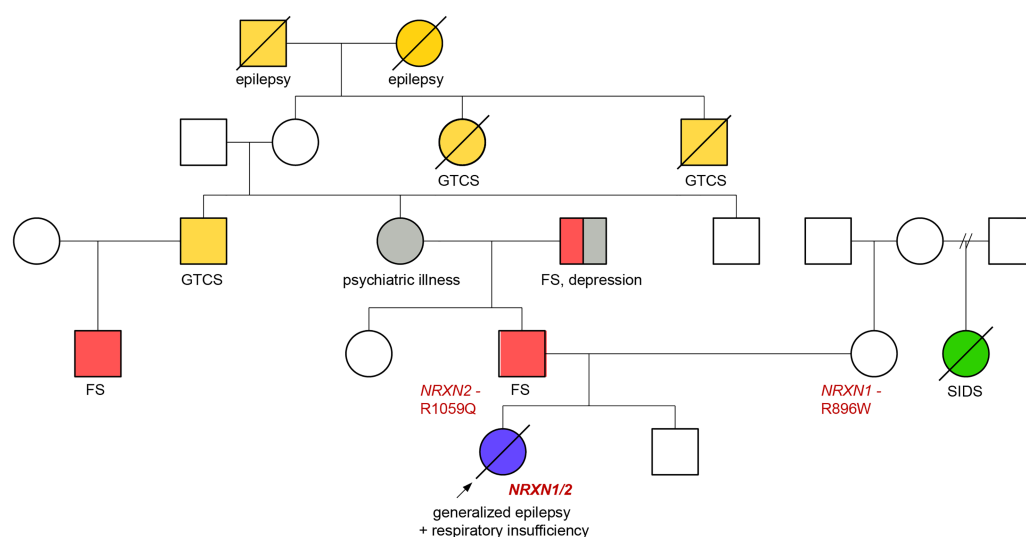 epilepsy
epilepsy
GTCS
GTCS
GTCS
psychiatric illness
FS, depression
FS
NRXN2 -
R1059Q
FS
NRXN1 -
R896W
SIDS
NRXN1/2
generalized epilepsy
+ respiratory insufficiency